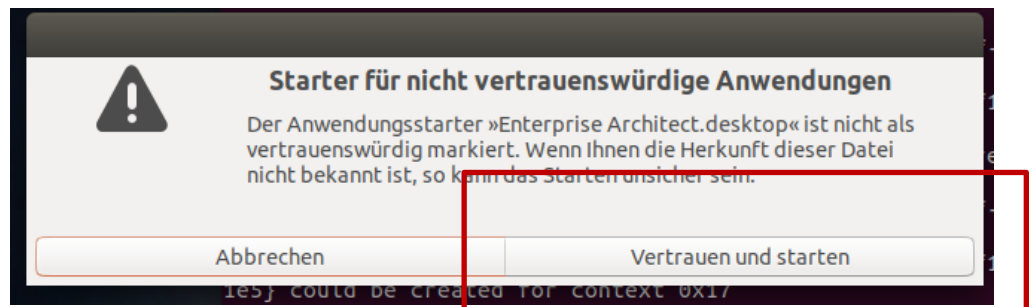 Starter für nicht vertrauenswürdige Anwendungen
Der Anwendungsstarter »Enterprise Architect.desktop« ist nicht als
vertrauenswürdig markiert. Wenn Ihnen die Herkunft dieser Datei
nicht bekannt ist, so kann das Starten unsicher sein.
Abbrechen
Vertrauen und starten
1e5} could be created for context 0x17